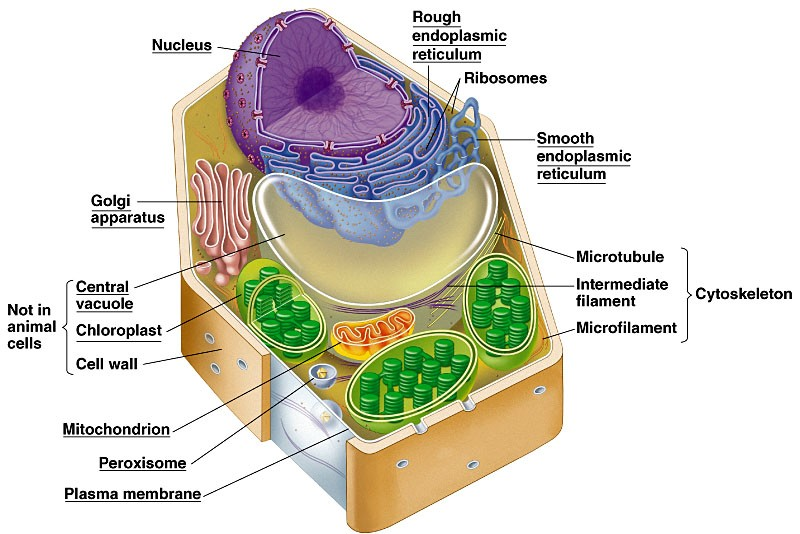 Nucleus
Rough
endoplasmic
reticulum
Ribosomes
Smooth
endoplasmic
reticulum
Golgi
apparatus
Microtubule
Intermediate
filament
Microfilament
Cytoskeleton
Not in
animal
cells
Central
vacuole
Chloroplast
Cell wall
Mitochondrion
Peroxisome
Plasma membrane